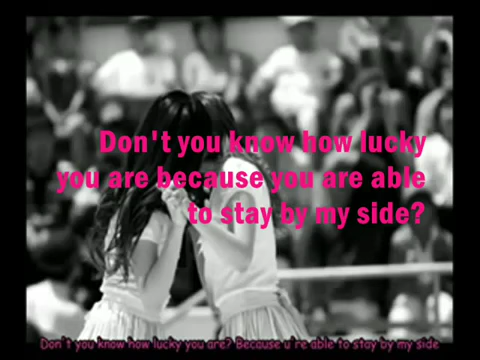 Don't you know how lucky
you are because you are able
to stay by my side?
Don't you know how lucky you are? Because u're able to stay by my side